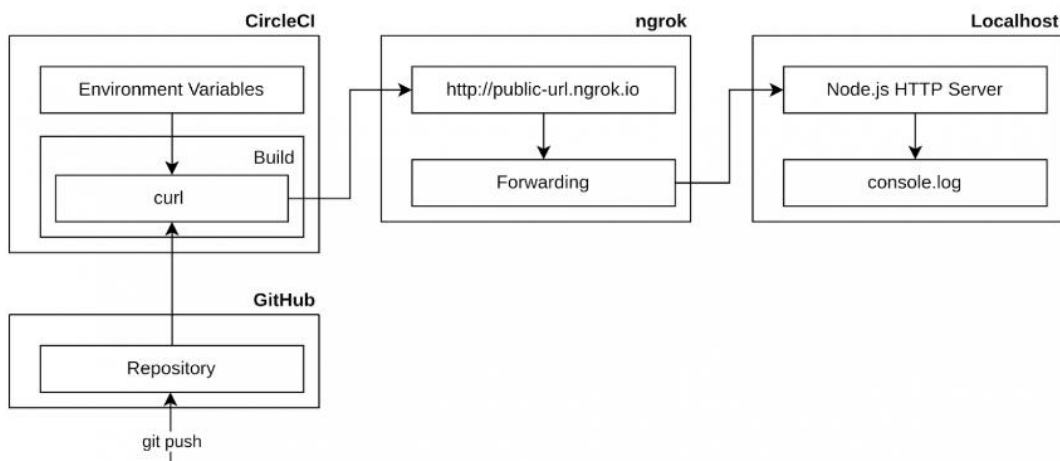 CircleCI
Environment Variables
Build
curl
ngrok
http://public-url.ngrok.io
Forwarding
Localhost
Node.js HTTP Server
console.log
GitHub
Repository
git push